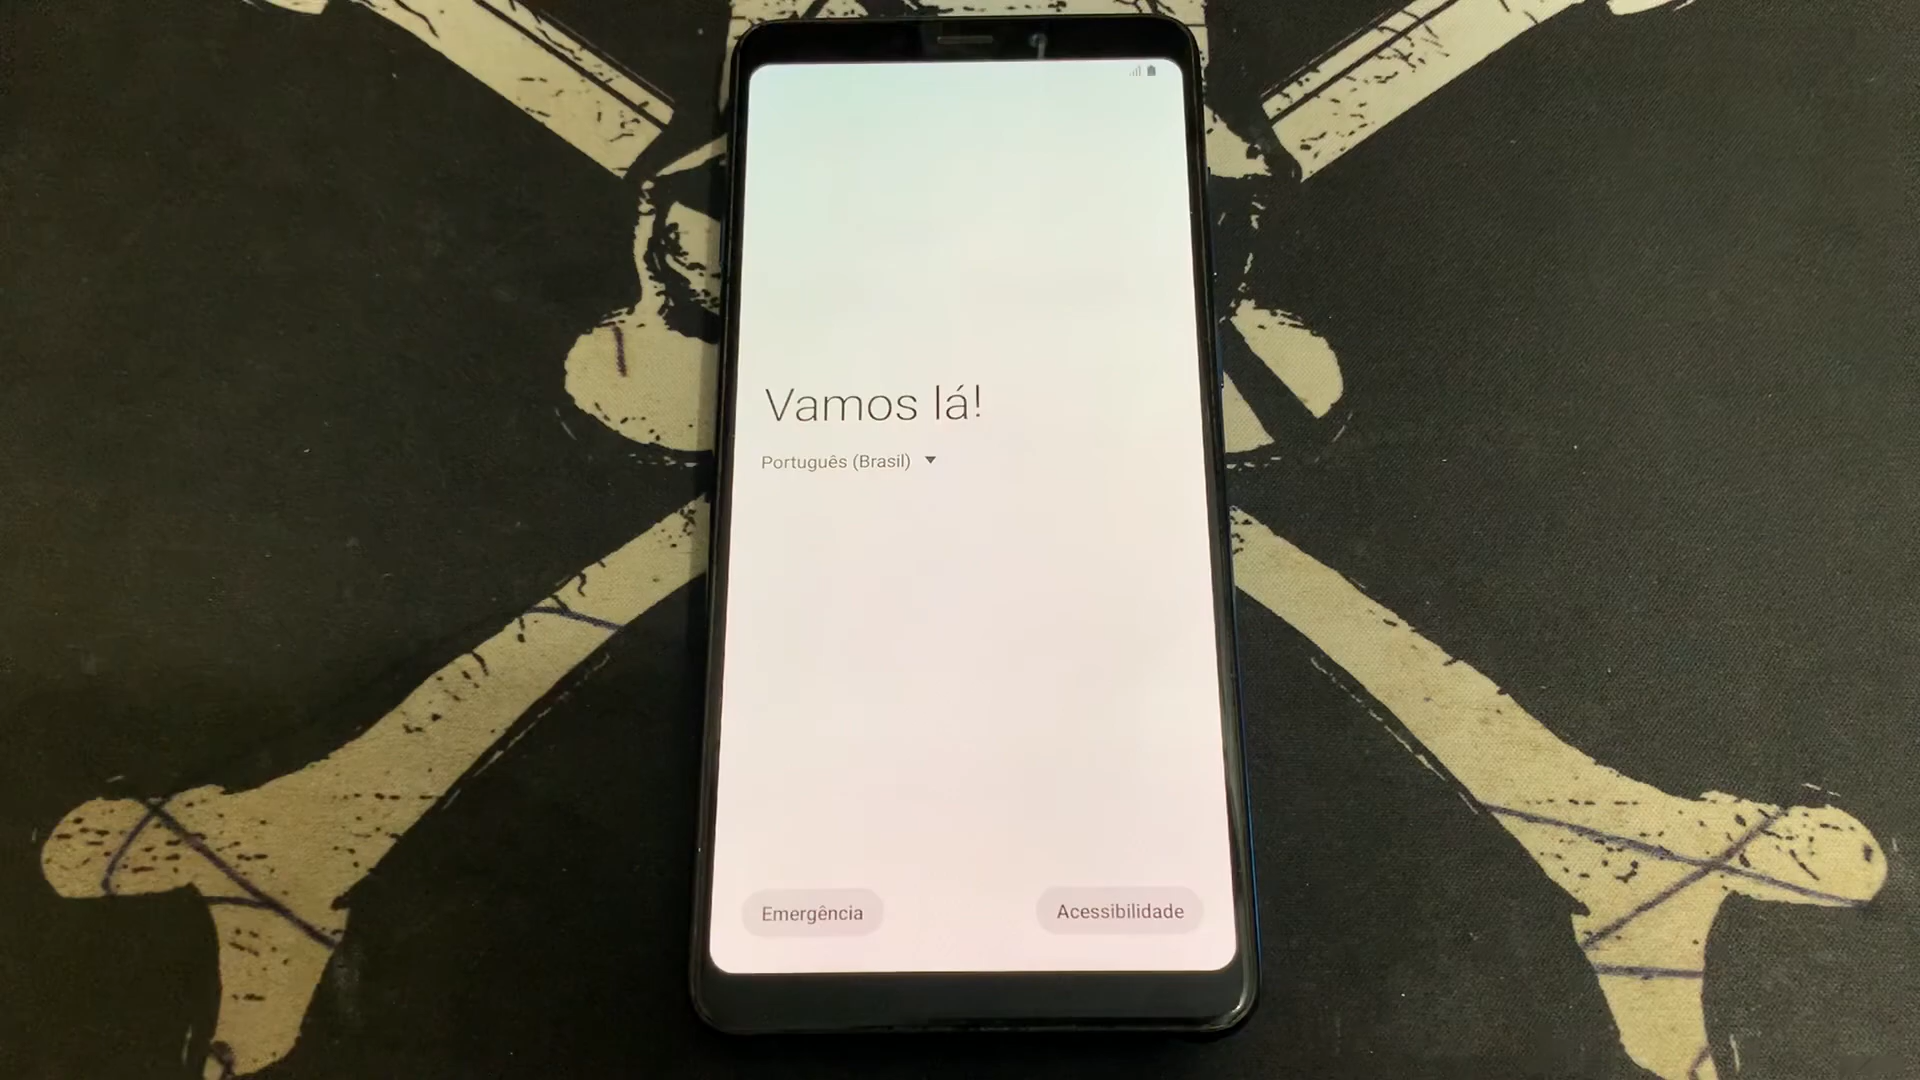 Vamos lá!
Português (Brasil)
Emergência
Acessibilidade